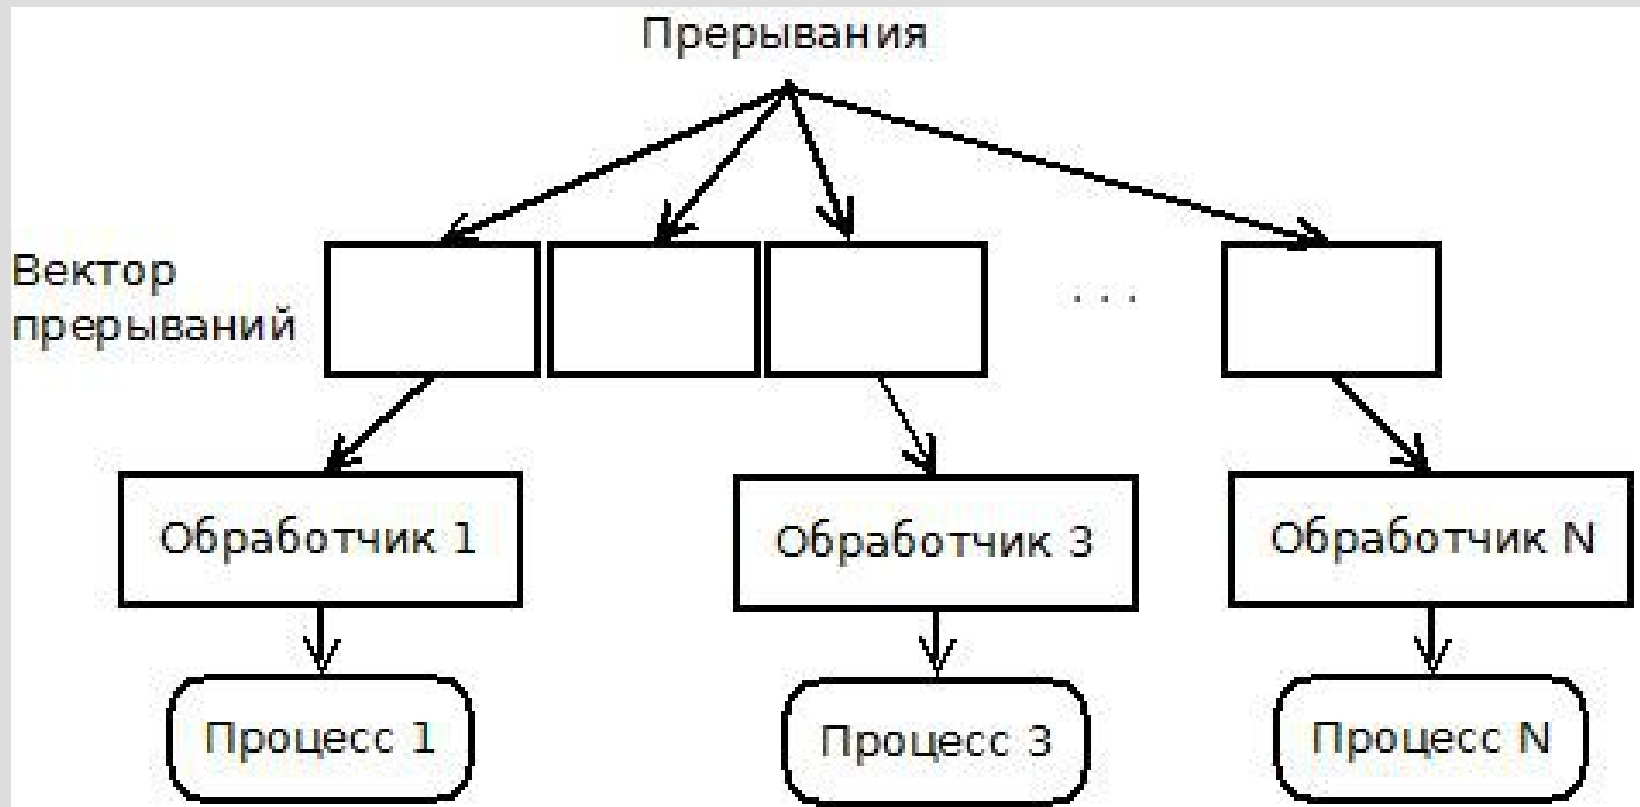 Прерывания
Вектор
прерываний
. . .
Обработчик 1
Обработчик 3
Обработчик N
Процесс 1
Процесс 3
Процесс N